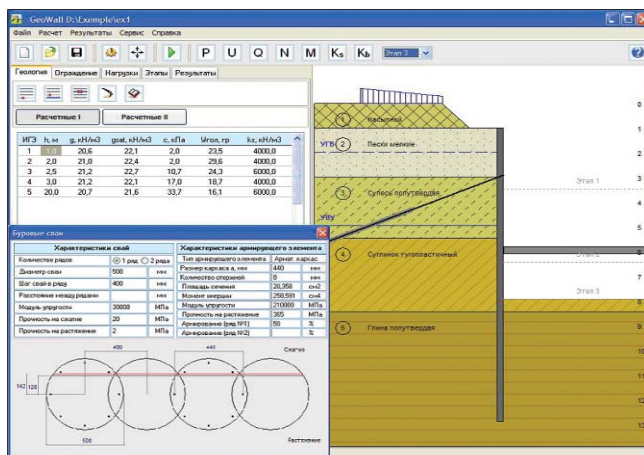 GeoWall D:\Exemple\ex1
Файл Расчет Результаты Сервис Справка
P U Q N M Ks Kb Этап 3
Геология Ограждение Нагрузки Этапы Результаты
Расчетные I Расчетные II
ИГЭ h, м g, кН/м3 gsat, кН/м3 c, кПа Угол, гр ks, кН/м3
1 1,0 20,6 22,1 2,0 23,5 4000,0
2 2,0 21,0 22,4 2,0 29,6 4000,0
3 2,5 21,2 22,7 10,7 24,3 6000,0
4 3,0 21,2 22,1 17,0 18,7 4000,0
5 20,0 20,7 21,6 33,7 16,1 6000,0
Буровые сваи
Характеристики свай
Количество рядов 1 ряд 2 ряда
Диаметр сваи 500 мм
Шаг свай в ряду 400 мм
Расстояние между рядами мм
Модуль упругости 30000 МПа
Прочность на сжатие 20 МПа
Прочность на растяжение 2 МПа
Характеристики армирующего элемента
Тип армирующего элемента Армат. каркас
Размер каркаса а, мм 440 мм
Количество стержней 8 мм
Площадь сечения 20,358 см2
Момент инерции 258,591 см4
Модуль упругости 210000 МПа
Прочность на растяжение 365 МПа
Армирование (ряд №1) 50 %
Армирование (ряд №2) %
400 440
Сжатие
142 126
500
Растяжение
1 Насыпной
УГВ 2 Пески мелкие
3 Супесь полутвердая
УВУ
4 Суглинок тугопластичный
5 Глина полутвердая
Этап 1
Этап 3
0
1
2
3
4
5
6
7
8
9
10
11
12
13